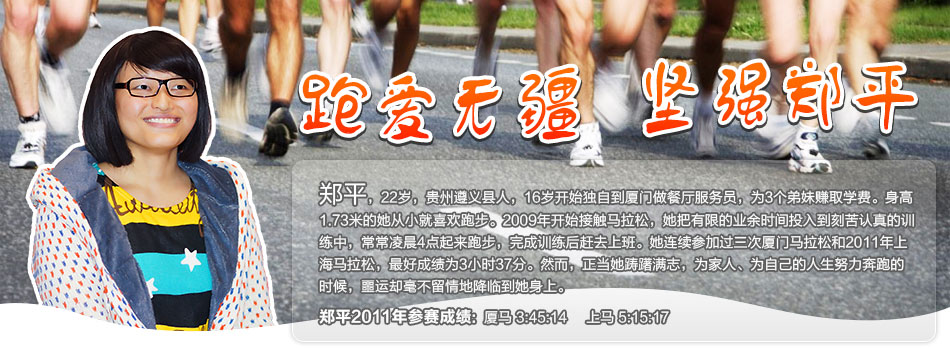 跑爱无疆 坚强郑平
郑平，22岁，贵州遵义县人，16岁开始独自到厦门做餐厅服务员，为3个弟妹赚取学费。身高
1.73米的她从小就喜欢跑步。2009年开始接触马拉松，她把有限的业余时间投入到刻苦认真的训
练中，常常凌晨4点起来跑步，完成训练后赶去上班。她连续参加过三次厦门马拉松和2011年上
海马拉松，最好成绩为3小时37分。然而，正当她踌躇满志，为家人、为自己的人生努力奔跑的
时候，噩运却毫不留情地降临到她身上。
郑平2011年参赛成绩: 厦马 3:45:14 上马 5:15:17